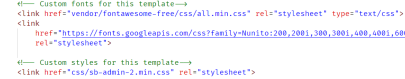 <!-- Custom fonts for this template-->
<link href="vendor/fontawesome-free/css/all.min.css" rel="stylesheet" type="text/css">
<link
href="https://fonts.googleapis.com/css?family=Nunito:200,200i,300,300i,400,400i,60
rel="stylesheet">
<!-- Custom styles for this template-->
<link href="css/sb-admin-2.min.css" rel="stylesheet">